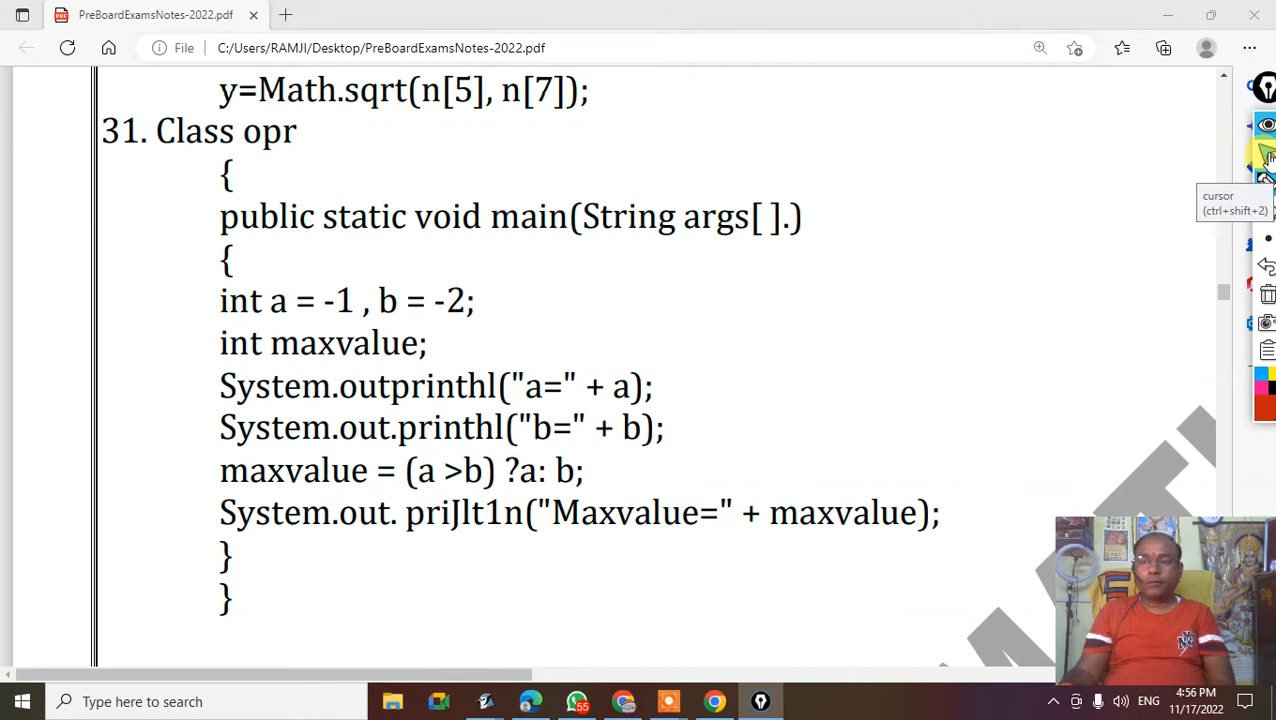 PreBoardExamsNotes-2022.pdf
File C:/Users/RAMJI/Desktop/PreBoardExamsNotes-2022.pdf
y=Math.sqrt(n[5], n[7]);
31. Class opr
{
public static void main(String args[ ].)
{
int a = -1 , b = -2;
int maxvalue;
System.outprinthl("a=" + a);
System.out.printhl("b=" + b);
maxvalue = (a >b) ?a: b;
System.out. priJlt1n("Maxvalue=" + maxvalue);
}
}
cursor
(ctrl+shift+2)
Type here to search
55
ENG
4:56 PM
11/17/2022